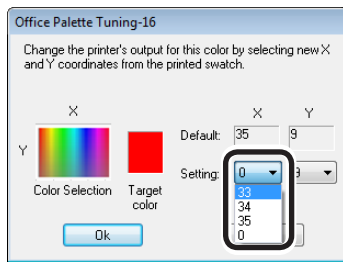 Office Palette Tuning-16
Change the printer's output for this color by selecting new X
and Y coordinates from the printed swatch.
X
X Y
Default: 35 9
Y
Setting: 0 9
Color Selection
Target
color
33
34
35
0
Ok